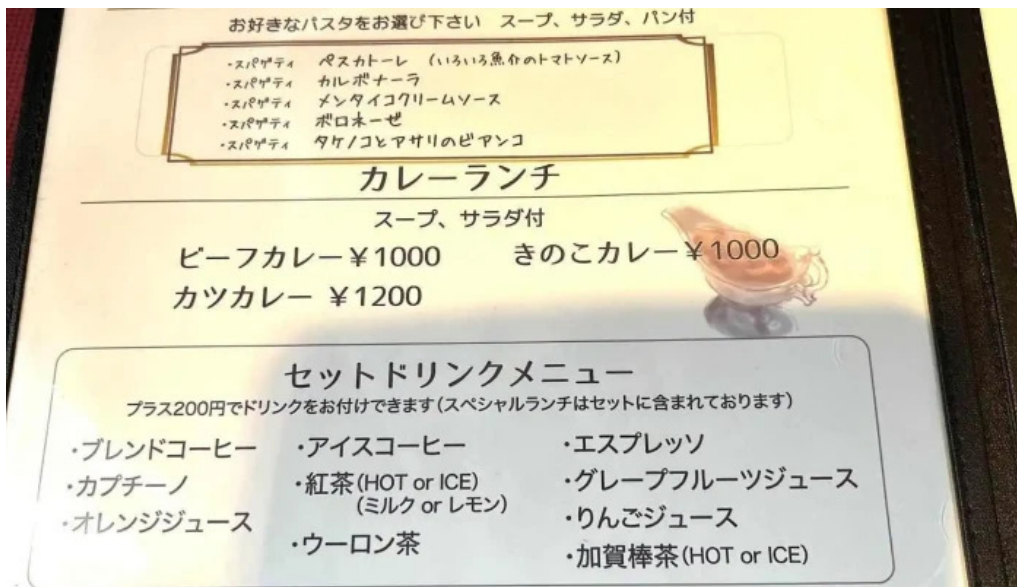 お好きなパスタをお選び下さい スープ、サラダ、パン付
・スパゲティ ペスカトーレ (いろいろ魚介のトマトソース)
・スパゲティ カルボナーラ
・スパゲティ メンタイコクリームソース
・スパゲティ ボロネーゼ
・スパゲティ タケノコとアサリのビアンコ
カレーランチ
スープ、サラダ付
ビーフカレー¥1000 きのこカレー¥1000
カツカレー ¥1200
セットドリンクメニュー
プラス200円でドリンクをお付けできます(スペシャルランチはセットに含まれております)
・ブレンドコーヒー ・アイスコーヒー ・エスプレッソ
・カプチーノ ・紅茶(HOT or ICE) ・グレープフルーツジュース
(ミルク or レモン)
・オレンジジュース ・りんごジュース
・ウーロン茶 ・加賀棒茶(HOT or ICE)